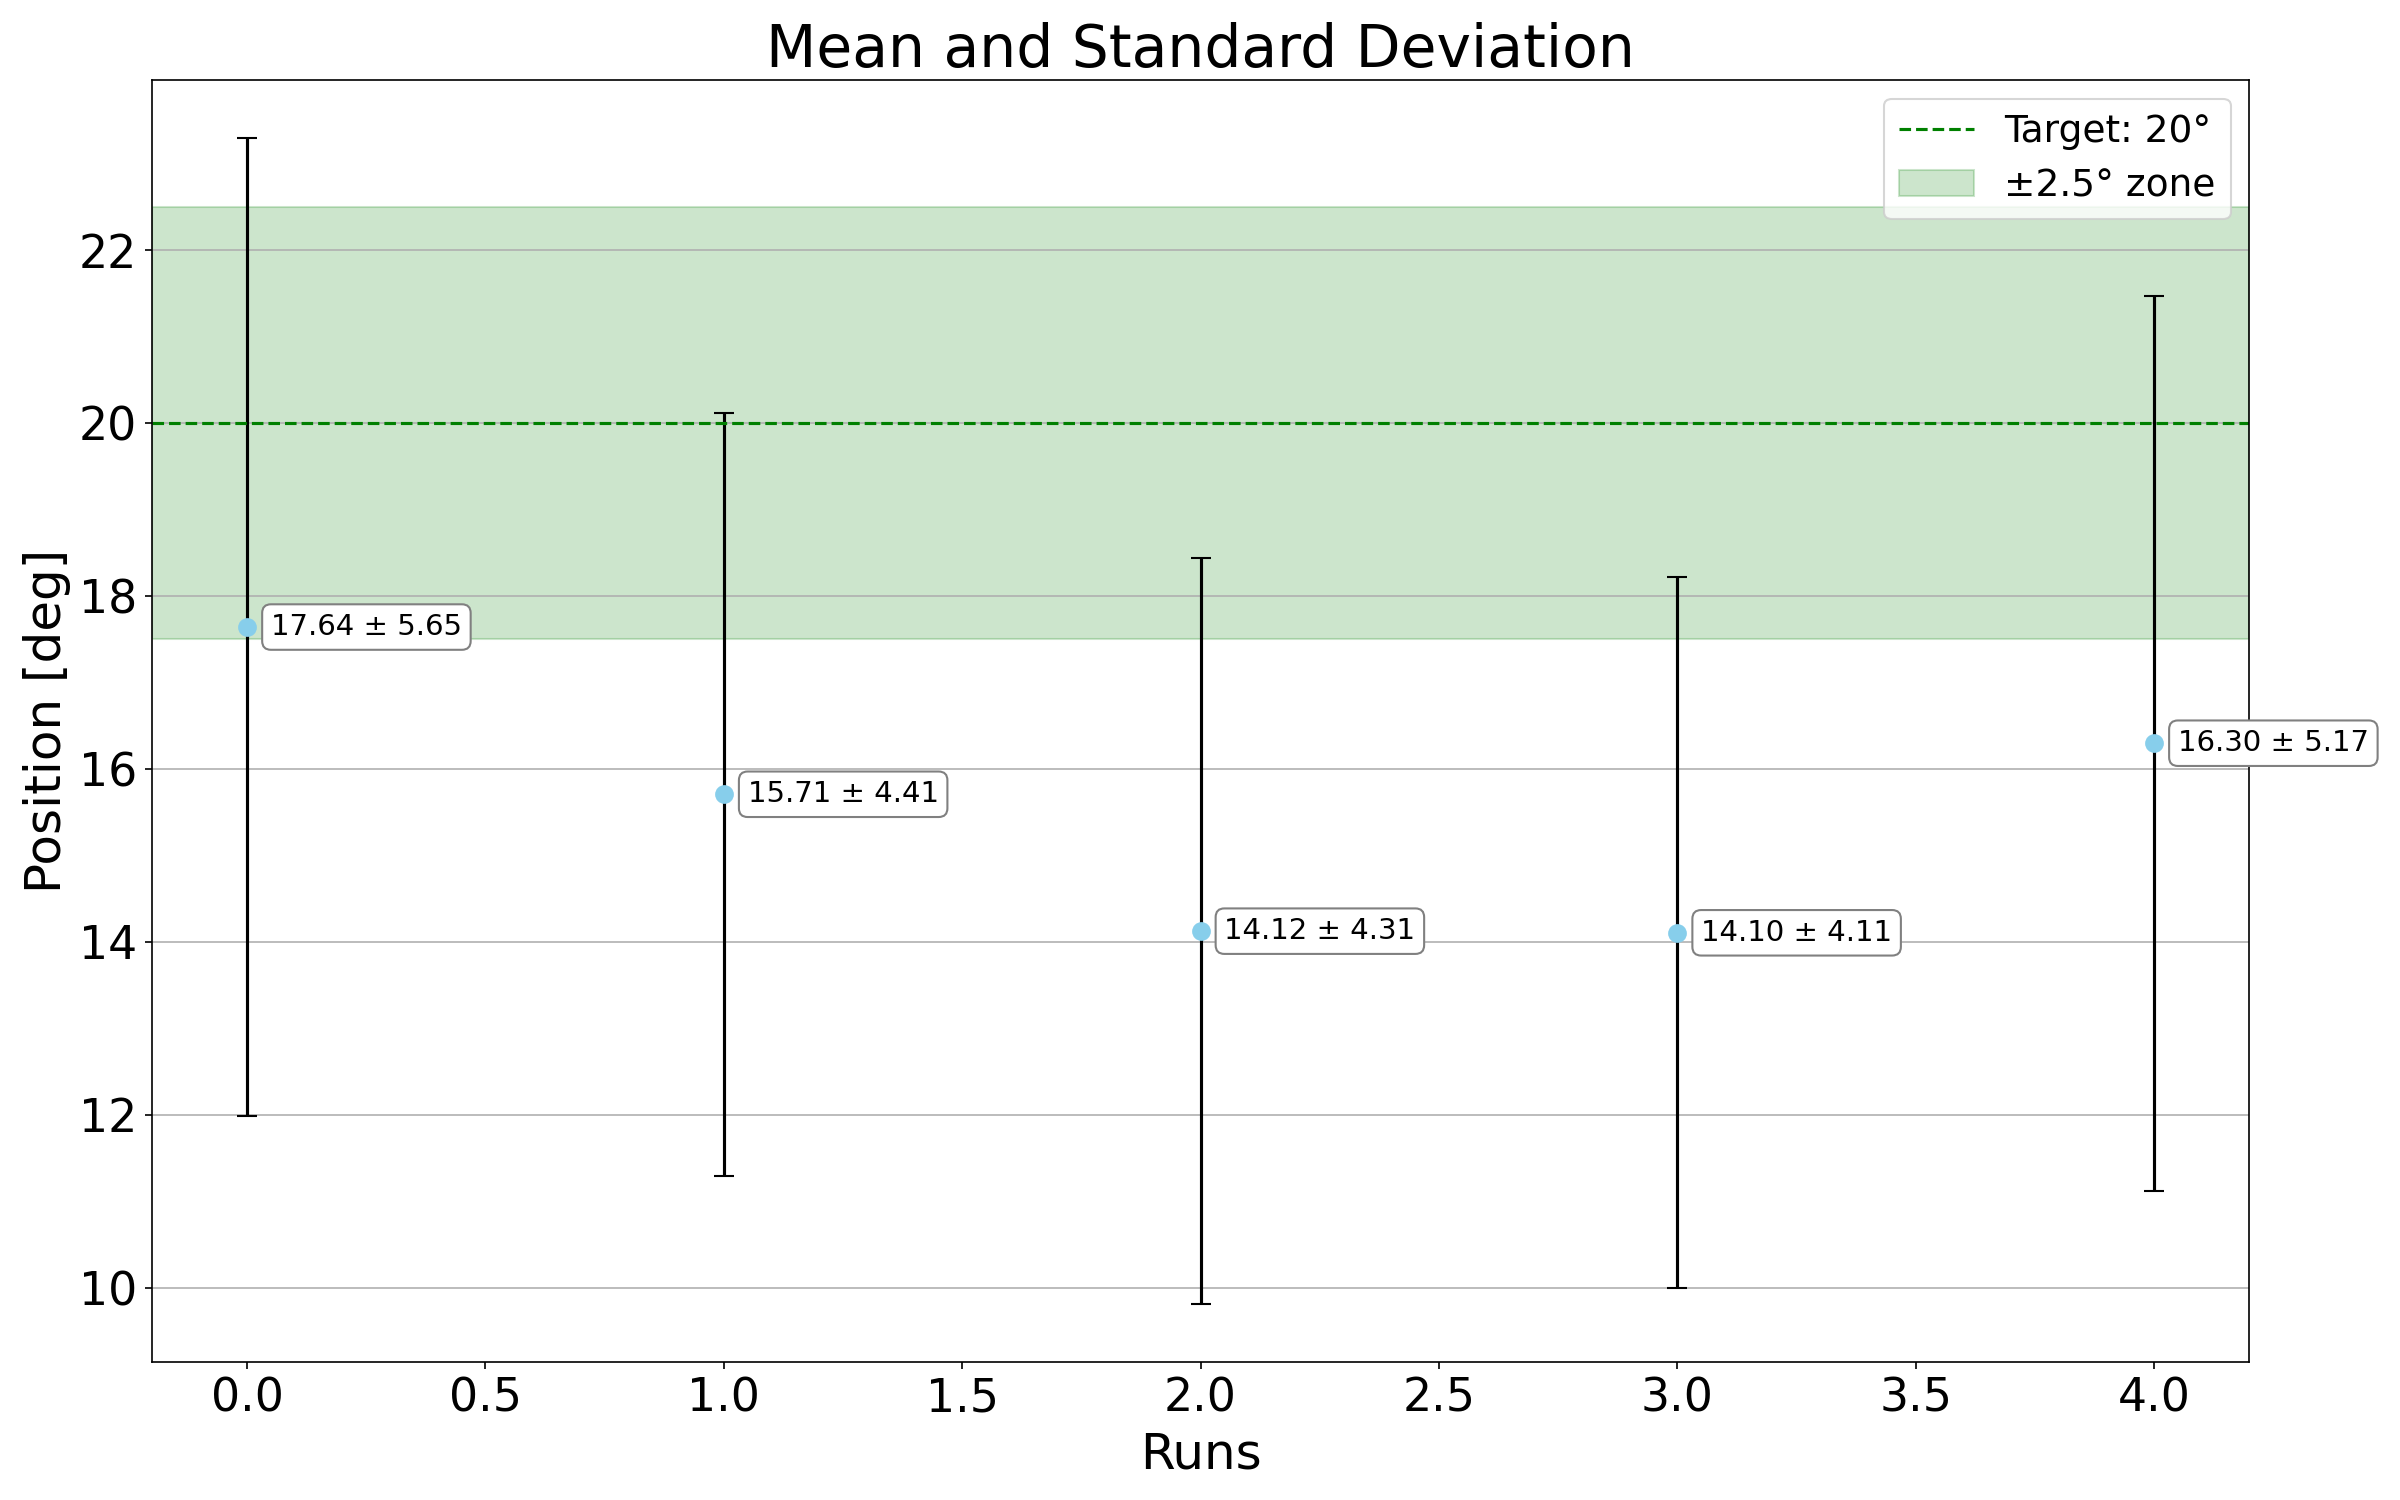 Mean and Standard Deviation
Target: 20°
±2.5° zone
Position [deg]
22
20
18
16
14
12
10
17.64 ± 5.65
15.71 ± 4.41
14.12 ± 4.31
14.10 ± 4.11
16.30 ± 5.17
0.0 0.5 1.0 1.5 2.0 2.5 3.0 3.5 4.0
Runs